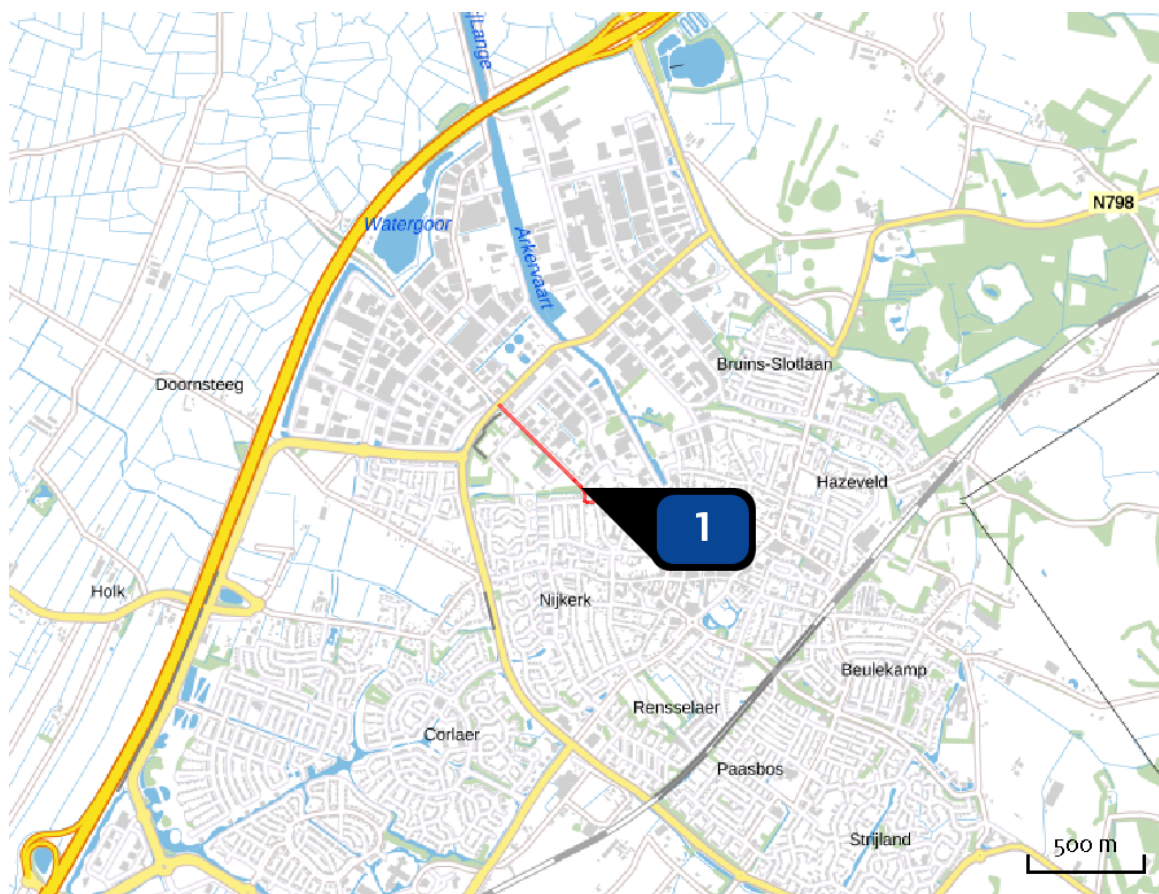 Lange
N798
Watergoor
Arkervaart
Bruins-Slotlaan
Doornsteeg
Hazeveld
1
Holk
Nijkerk
Beulekamp
Rensselaer
Corlaer
Paasbos
Strijland
500 m